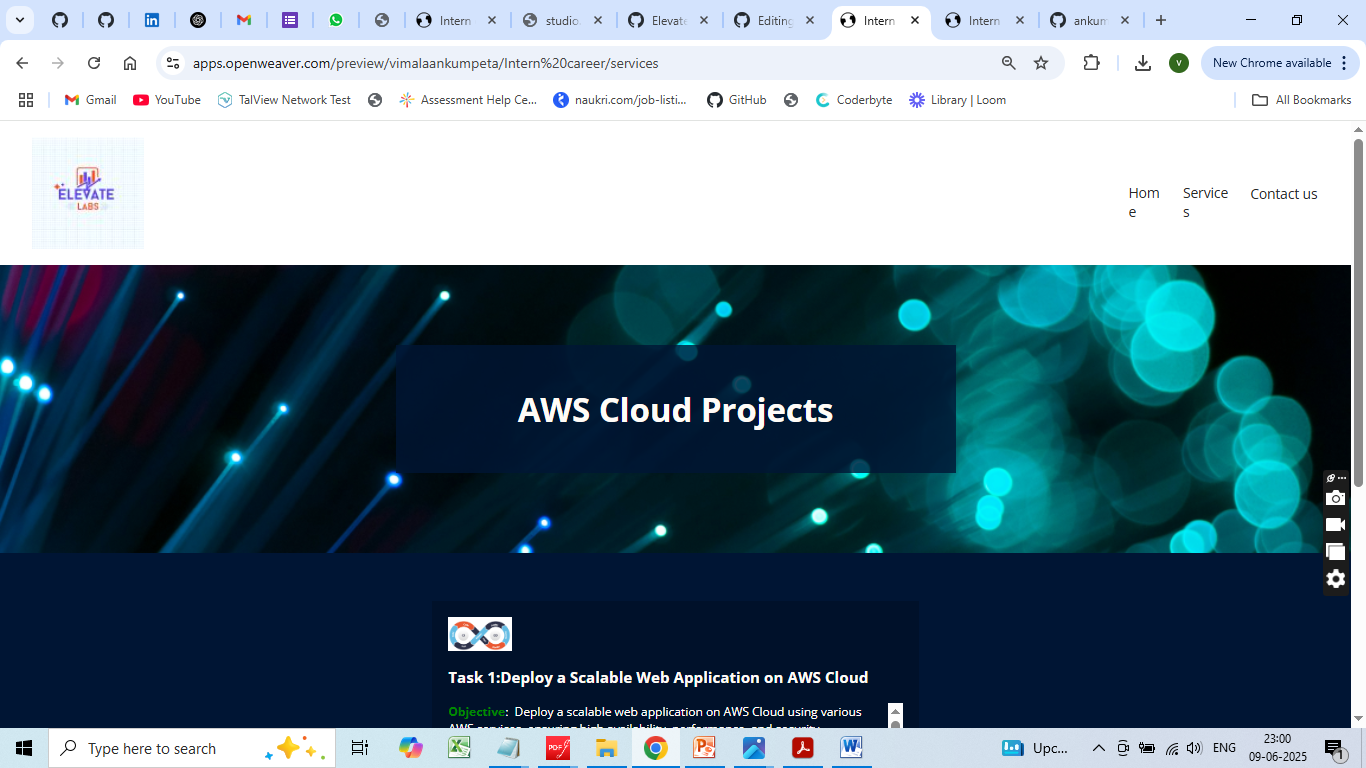 Intern
studio.
Elevate
Editing
Intern
Intern
ankum
apps.openweaver.com/preview/vimalaankumpeta/Intern%20career/services
V
New Chrome available
Gmail
YouTube
TalView Network Test
Assessment Help Ce...
naukri.com/job-listi...
GitHub
Coderbyte
Library | Loom
All Bookmarks
ELEVATE
LABS
Hom
e
Service
s
Contact us
AWS Cloud Projects
Task 1:Deploy a Scalable Web Application on AWS Cloud
Objective: Deploy a scalable web application on AWS Cloud using various
AWS services, ensuring high availability, performance, and security.
Type here to search
PDF
Upc...
ENG
23:00
09-06-2025
1